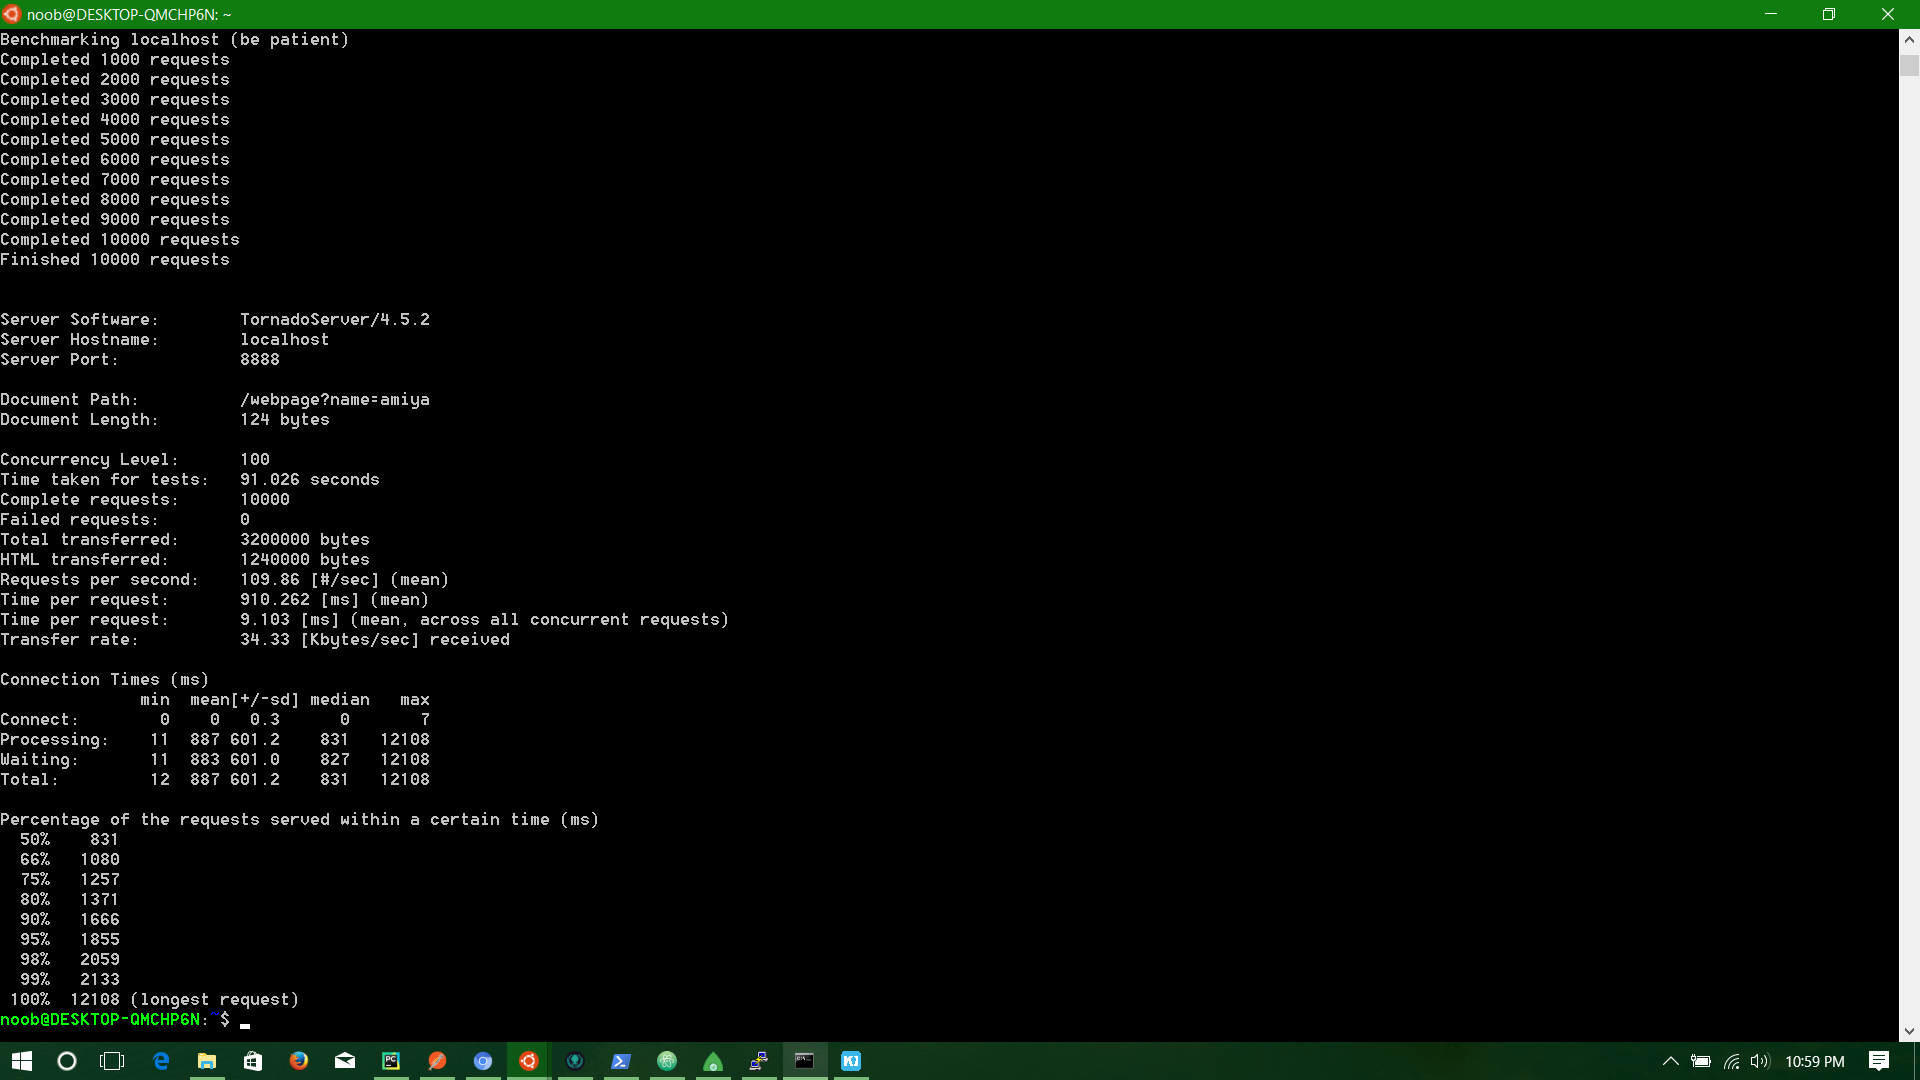 noob@DESKTOP-QMCHP6N: ~
Benchmarking localhost (be patient)
Completed 1000 requests
Completed 2000 requests
Completed 3000 requests
Completed 4000 requests
Completed 5000 requests
Completed 6000 requests
Completed 7000 requests
Completed 8000 requests
Completed 9000 requests
Completed 10000 requests
Finished 10000 requests
Server Software:        TornadoServer/4.5.2
Server Hostname:        localhost
Server Port:            8888
Document Path:          /webpage?name=amiya
Document Length:        124 bytes
Concurrency Level:      100
Time taken for tests:   91.026 seconds
Complete requests:      10000
Failed requests:        0
Total transferred:      3200000 bytes
HTML transferred:       1240000 bytes
Requests per second:    109.86 [#/sec] (mean)
Time per request:       910.262 [ms] (mean)
Time per request:       9.103 [ms] (mean, across all concurrent requests)
Transfer rate:          34.33 [Kbytes/sec] received
Connection Times (ms)
              min  mean[+/-sd] median   max
Connect:        0    0   0.3      0       7
Processing:    11  887 601.2    831   12108
Waiting:       11  883 601.0    827   12108
Total:         12  887 601.2    831   12108
Percentage of the requests served within a certain time (ms)
  50%    831
  66%   1080
  75%   1257
  80%   1371
  90%   1666
  95%   1855
  98%   2059
  99%   2133
 100%  12108 (longest request)
noob@DESKTOP-QMCHP6N:~$
10:59 PM